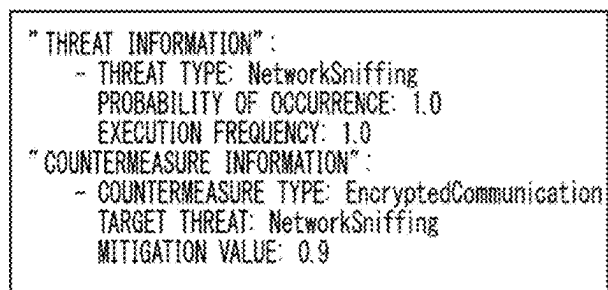 "THREAT INFORMATION":
- THREAT TYPE: NetworkSniffing
PROBABILITY OF OCCURRENCE: 1.0
EXECUTION FREQUENCY: 1.0
"COUNTERMEASURE INFORMATION":
- COUNTERMEASURE TYPE: EncryptedCommunication
TARGET THREAT: NetworkSniffing
MITIGATION VALUE: 0.9